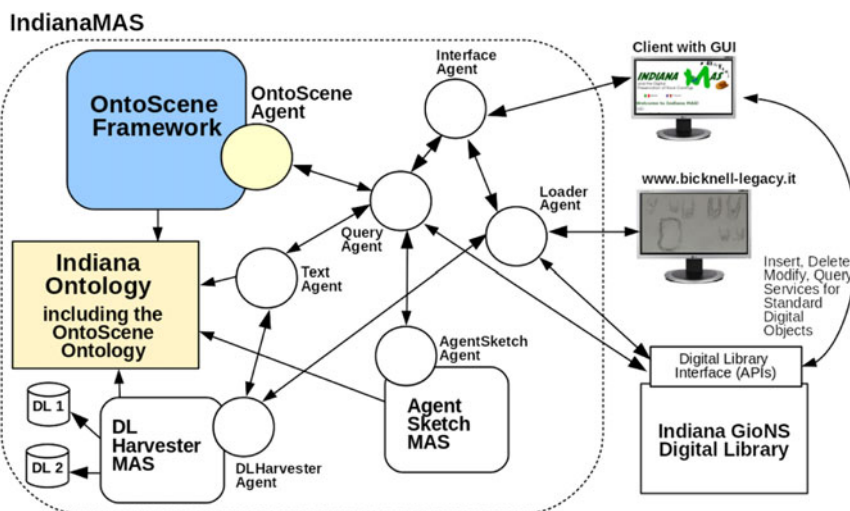 IndianaMAS
OntoScene
Framework
OntoScene
Agent
Interface
Agent
Client with GUI
INDIANA MAS
www.bicknell-legacy.it
Query
Agent
Loader
Agent
Text
Agent
Indiana
Ontology
including the
OntoScene
Ontology
Insert, Delete
Modify, Query
Services for
Standard
Digital
Objects
AgentSketch
Agent
Agent
Sketch
MAS
DL 1
DL 2
DL
Harvester
MAS
DLHarvester
Agent
Digital Library
Interface (APIs)
Indiana GioNS
Digital Library